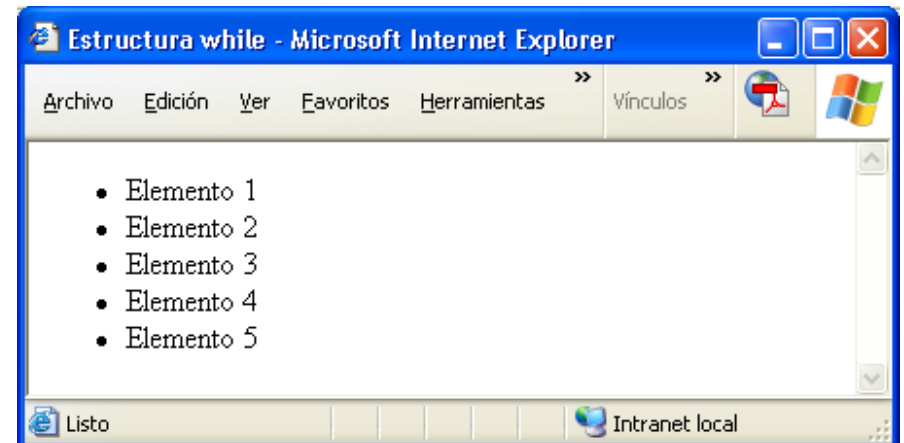 Estructura while - Microsoft Internet Explorer
Archivo Edición Ver Favoritos Herramientas » Vínculos »
• Elemento 1
• Elemento 2
• Elemento 3
• Elemento 4
• Elemento 5
Listo Intranet local